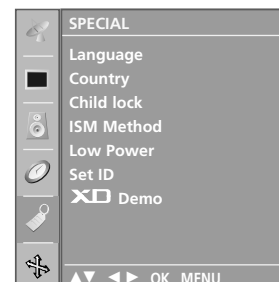 SPECIAL
Language
Country
Child lock
ISM Method
Low Power
Set ID
XD Demo
▲▼ ◄► OK MENU